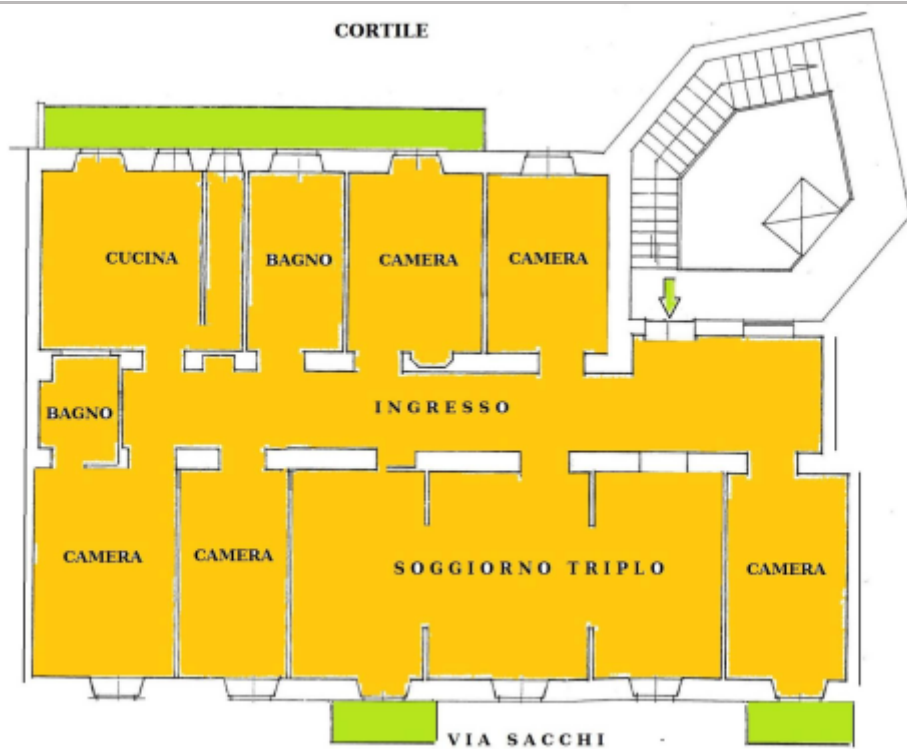 CORTILE
CUCINA
BAGNO
CAMERA
CAMERA
INGRESSO
BAGNO
CAMERA
CAMERA
SOGGIORNO TRIPLO
CAMERA
VIA SACCHI